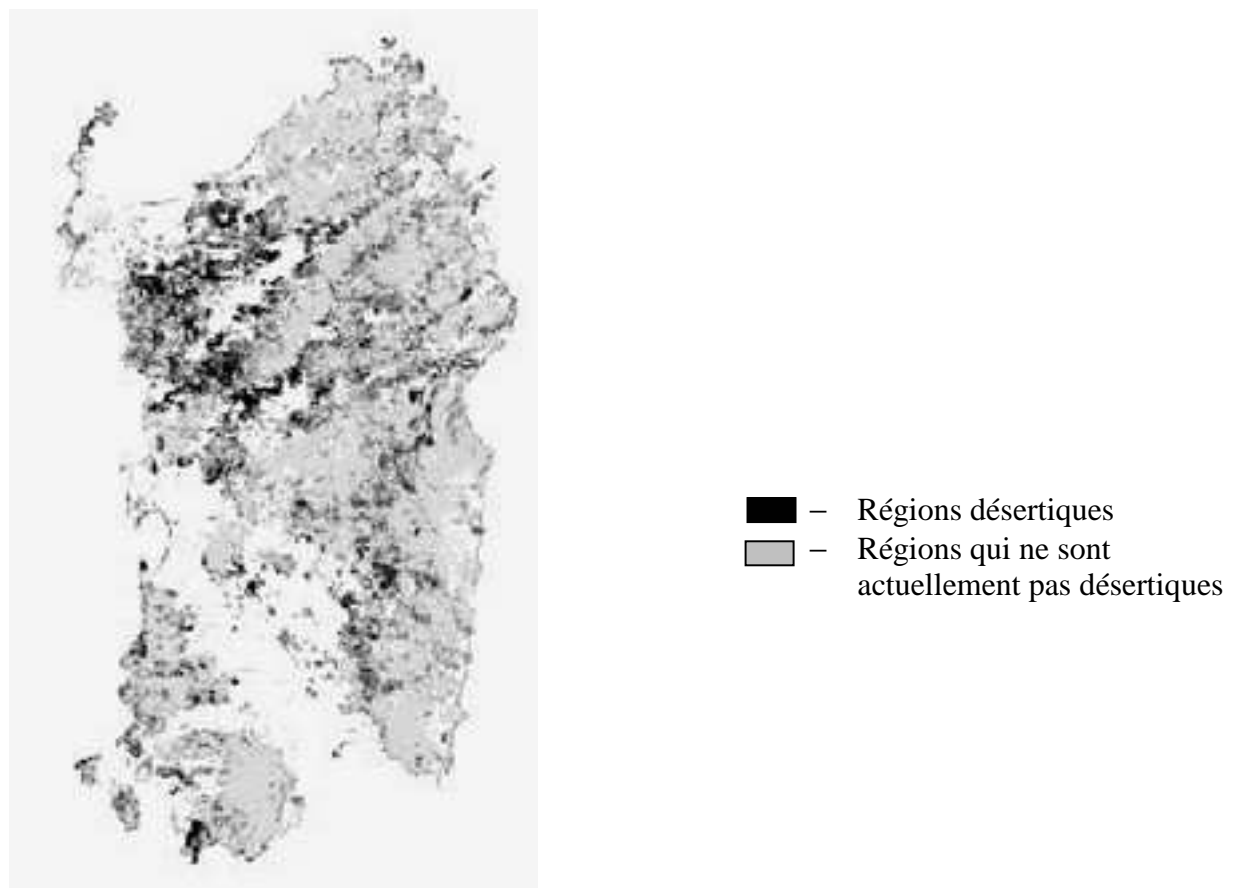 – Régions désertiques
– Régions qui ne sont
actuellement pas désertiques